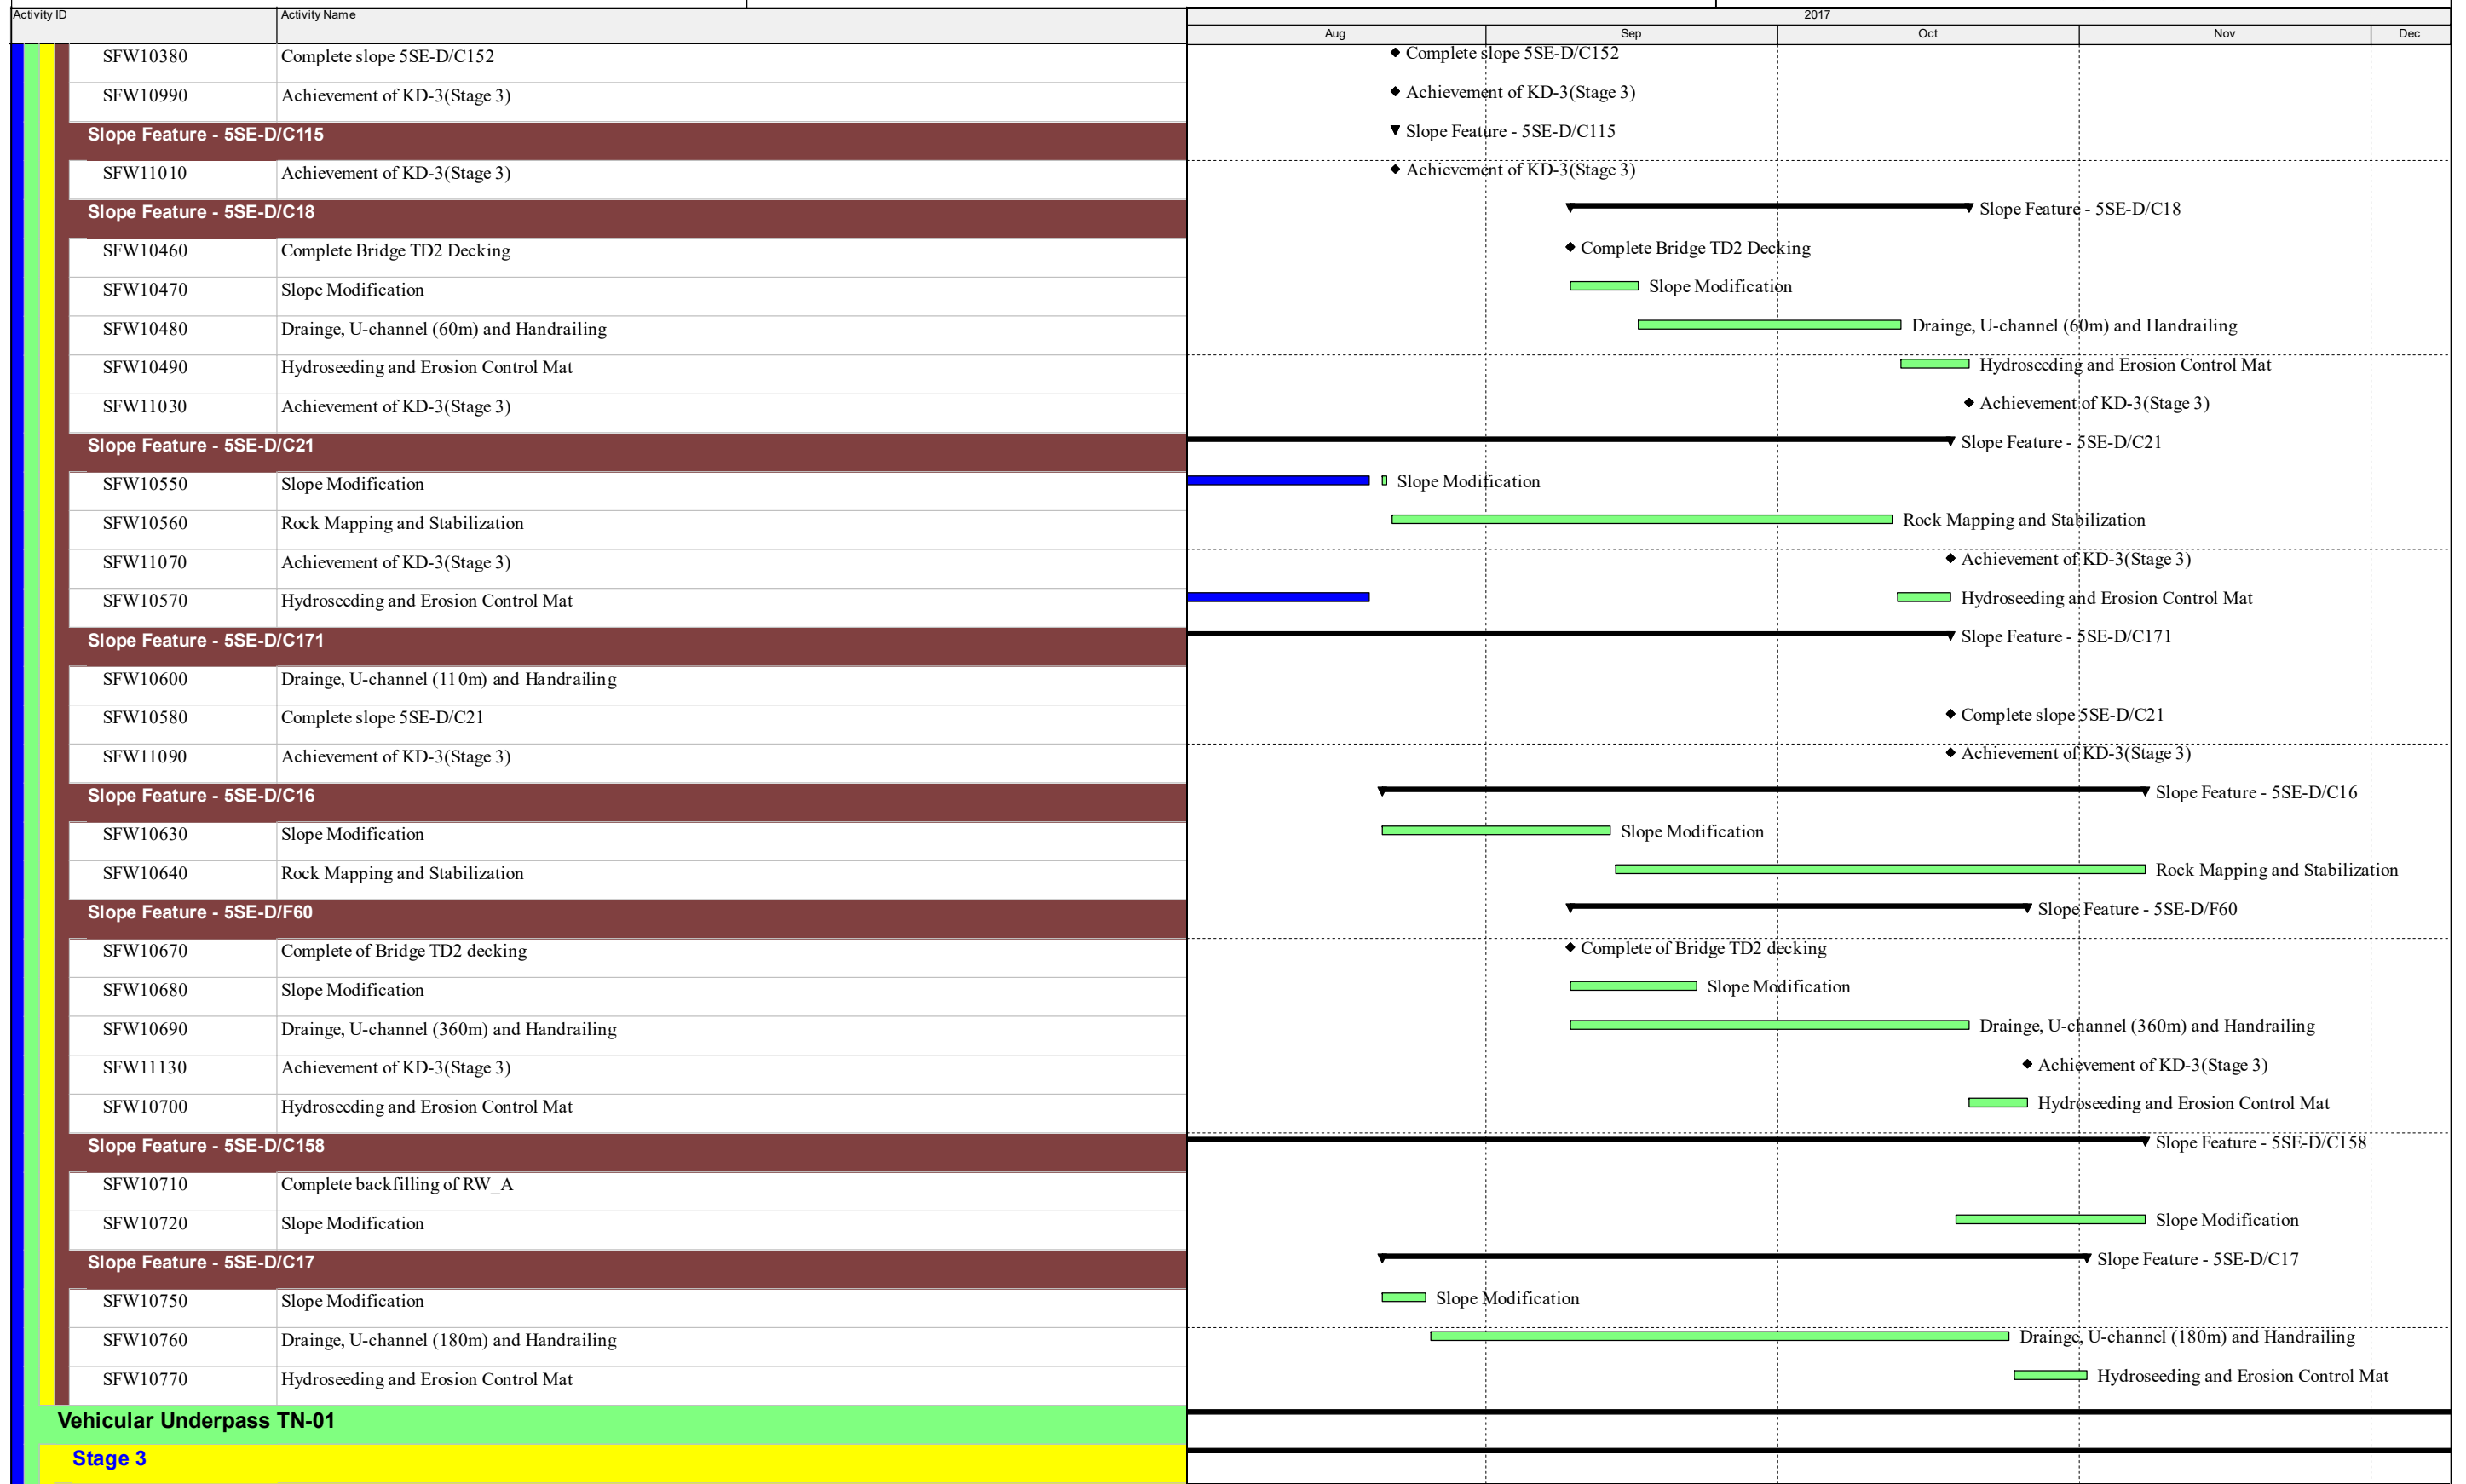 Activity ID Activity Name 2017
Aug Sep Oct Nov Dec
SFW10380 Complete slope 5SE-D/C152 Complete slope 5SE-D/C152
SFW10990 Achievement of KD-3(Stage 3) Achievement of KD-3(Stage 3)
Slope Feature - 5SE-D/C115 Slope Feature - 5SE-D/C115
SFW11010 Achievement of KD-3(Stage 3) Achievement of KD-3(Stage 3)
Slope Feature - 5SE-D/C18 Slope Feature - 5SE-D/C18
SFW10460 Complete Bridge TD2 Decking Complete Bridge TD2 Decking
SFW10470 Slope Modification Slope Modification
SFW10480 Drainge, U-channel (60m) and Handrailing Drainge, U-channel (60m) and Handrailing
SFW10490 Hydroseeding and Erosion Control Mat Hydroseeding and Erosion Control Mat
SFW11030 Achievement of KD-3(Stage 3) Achievement of KD-3(Stage 3)
Slope Feature - 5SE-D/C21 Slope Feature - 5SE-D/C21
SFW10550 Slope Modification Slope Modification
SFW10560 Rock Mapping and Stabilization Rock Mapping and Stabilization
SFW11070 Achievement of KD-3(Stage 3) Achievement of KD-3(Stage 3)
SFW10570 Hydroseeding and Erosion Control Mat Hydroseeding and Erosion Control Mat
Slope Feature - 5SE-D/C171 Slope Feature - 5SE-D/C171
SFW10600 Drainge, U-channel (110m) and Handrailing
SFW10580 Complete slope 5SE-D/C21 Complete slope 5SE-D/C21
SFW11090 Achievement of KD-3(Stage 3) Achievement of KD-3(Stage 3)
Slope Feature - 5SE-D/C16 Slope Feature - 5SE-D/C16
SFW10630 Slope Modification Slope Modification
SFW10640 Rock Mapping and Stabilization Rock Mapping and Stabilization
Slope Feature - 5SE-D/F60 Slope Feature - 5SE-D/F60
SFW10670 Complete of Bridge TD2 decking Complete of Bridge TD2 decking
SFW10680 Slope Modification Slope Modification
SFW10690 Drainge, U-channel (360m) and Handrailing Drainge, U-channel (360m) and Handrailing
SFW11130 Achievement of KD-3(Stage 3) Achievement of KD-3(Stage 3)
SFW10700 Hydroseeding and Erosion Control Mat Hydroseeding and Erosion Control Mat
Slope Feature - 5SE-D/C158 Slope Feature - 5SE-D/C158
SFW10710 Complete backfilling of RW_A
SFW10720 Slope Modification Slope Modification
Slope Feature - 5SE-D/C17 Slope Feature - 5SE-D/C17
SFW10750 Slope Modification Slope Modification
SFW10760 Drainge, U-channel (180m) and Handrailing Drainge, U-channel (180m) and Handrailing
SFW10770 Hydroseeding and Erosion Control Mat Hydroseeding and Erosion Control Mat
Vehicular Underpass TN-01
Stage 3